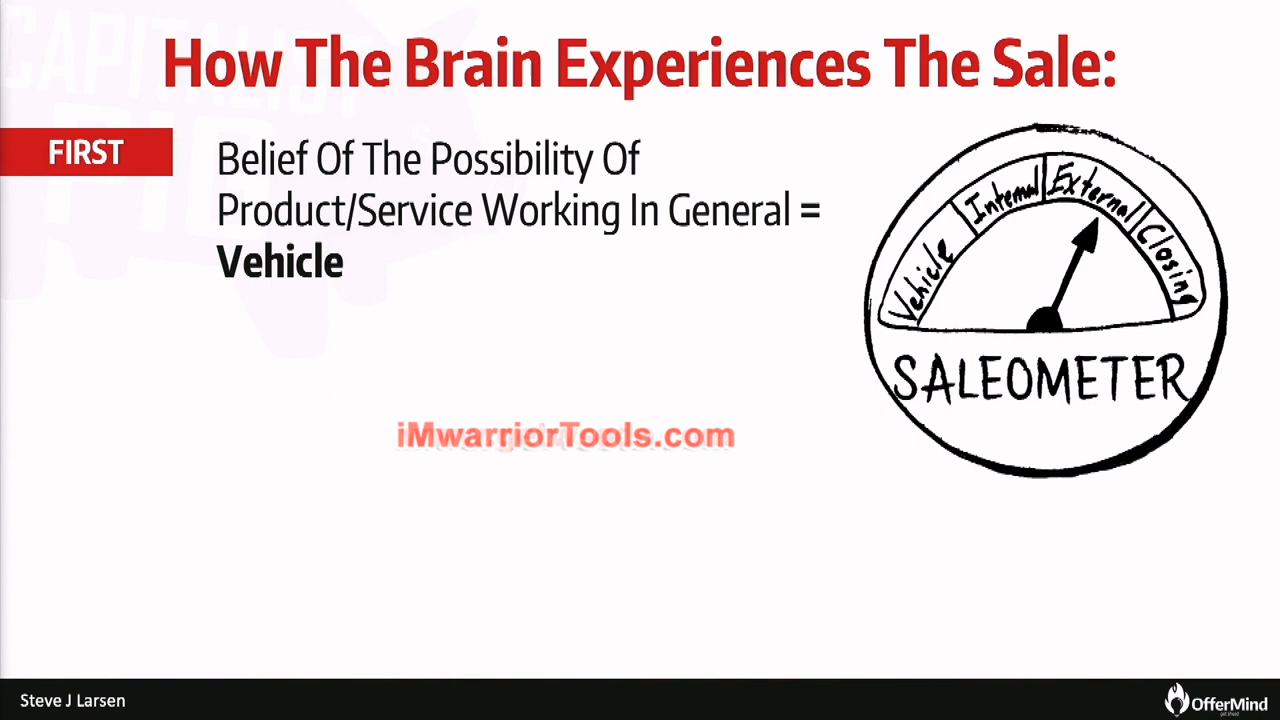 How The Brain Experiences The Sale:
FIRST
Belief Of The Possibility Of
Product/Service Working In General =
Vehicle
Vehicle
Internal
External
Closing
SALEOMETER
iMwarriorTools.com
Steve J Larsen
OfferMind